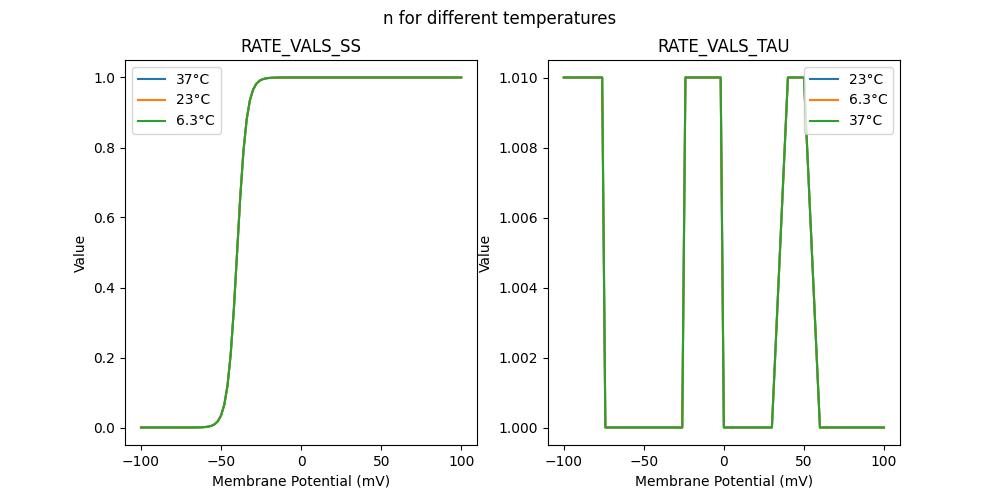 n for different temperatures
RATE_VALS_SS
37°C
23°C
6.3°C
1.0
0.8
0.6
0.4
0.2
0.0
Value
−100
−50
0
50
100
Membrane Potential (mV)
RATE_VALS_TAU
23°C
6.3°C
37°C
1.010
1.008
1.006
1.004
1.002
1.000
Value
−100
−50
0
50
100
Membrane Potential (mV)